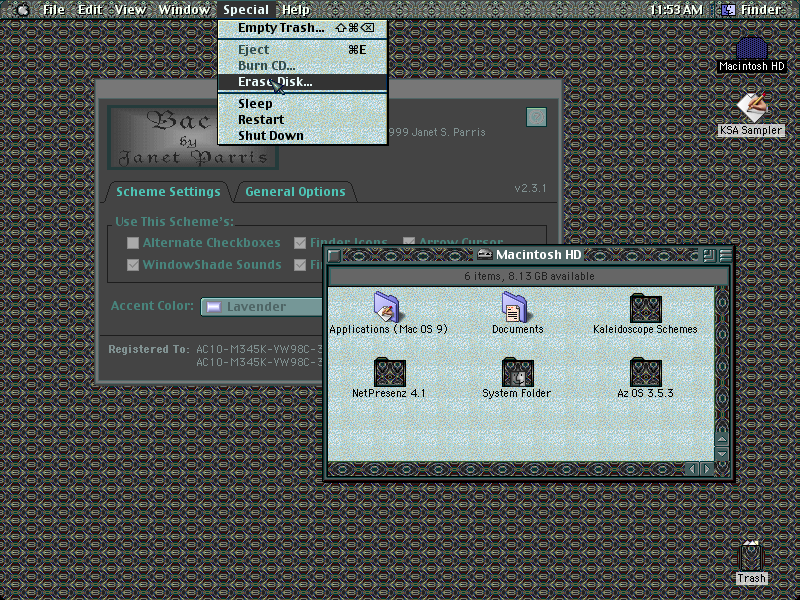 File Edit View Window Special Help 11:53 AM Finder
Empty Trash... ⇧⌘⌫
Eject ⌘E
Burn CD...
Erase Disk...
Sleep
Restart
Shut Down
Macintosh HD
KSA Sampler
Bac
by
Janet Parris
999 Janet S. Parris
Scheme Settings General Options v2.3.1
Use This Scheme's:
Alternate Checkboxes Finder Icons Arrow Cursor
WindowShade Sounds
Accent Color: Lavender
Registered To: AC10-M345K-VW98C-
AC10-M345K-VW98C-
Macintosh HD
6 items, 8.13 GB available
Applications (Mac OS 9) Documents Kaleidoscope Schemes
NetPresenz 4.1 System Folder Az OS 3.5.3
Trash